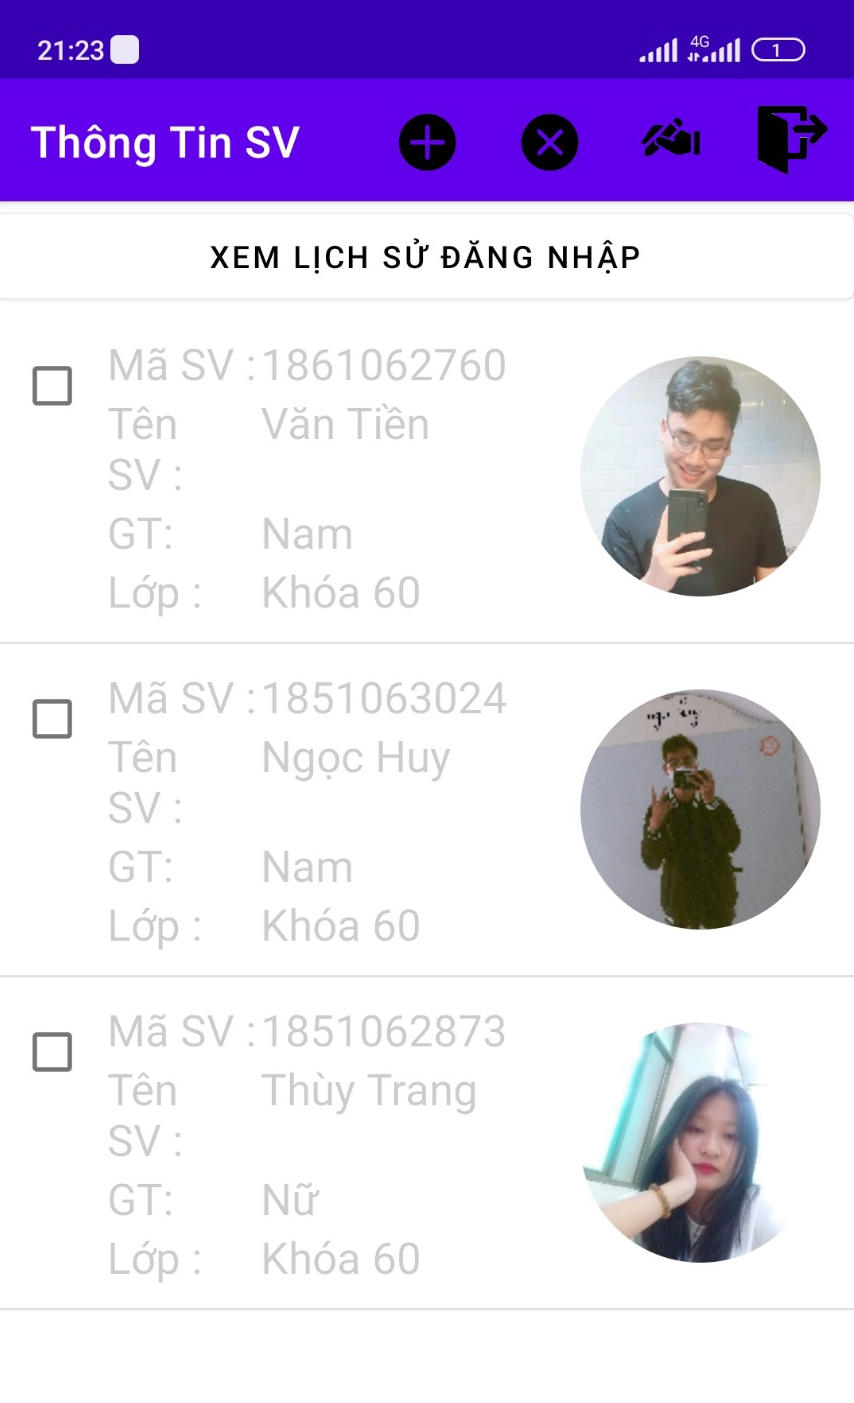 21:23
4G
1
Thông Tin SV
XEM LỊCH SỬ ĐĂNG NHẬP
Mã SV : 1861062760
Tên SV : Văn Tiền
GT: Nam
Lớp : Khóa 60
Mã SV : 1851063024
Tên SV : Ngọc Huy
GT: Nam
Lớp : Khóa 60
Mã SV : 1851062873
Tên SV : Thùy Trang
GT: Nữ
Lớp : Khóa 60